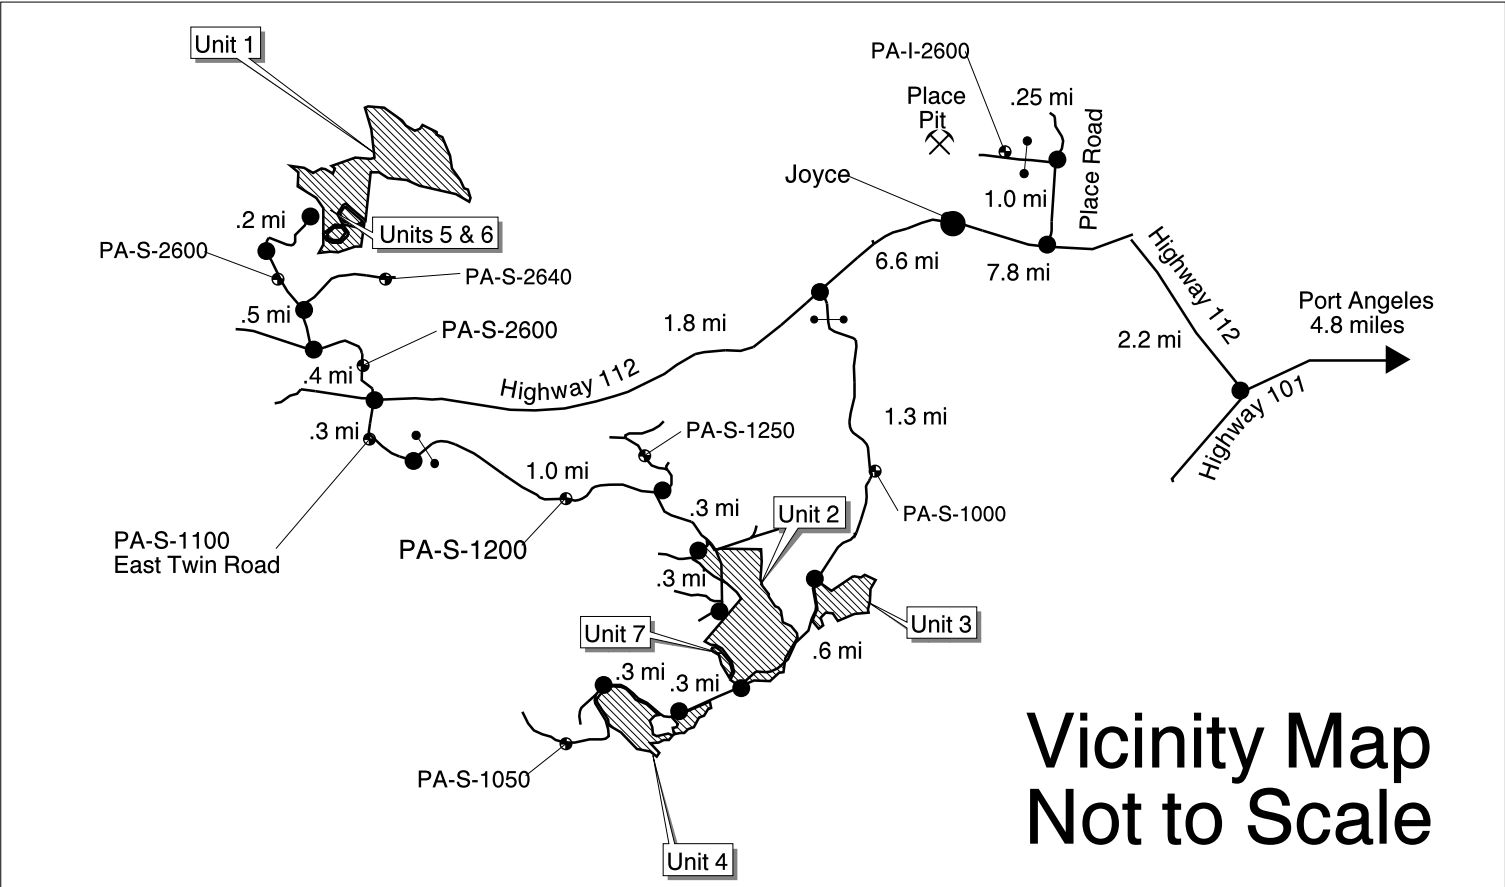 Unit 1
PA-I-2600
Place
Pit
.25 mi
Place Road
Joyce
1.0 mi
.2 mi
Units 5 & 6
PA-S-2600
PA-S-2640
6.6 mi
7.8 mi
Highway 112
Port Angeles
4.8 miles
.5 mi
PA-S-2600
1.8 mi
2.2 mi
.4 mi
Highway 112
Highway 101
.3 mi
PA-S-1250
1.3 mi
1.0 mi
.3 mi
Unit 2
PA-S-1000
PA-S-1100
East Twin Road
PA-S-1200
.3 mi
Unit 7
Unit 3
.6 mi
.3 mi
.3 mi
PA-S-1050
Unit 4
Vicinity Map
Not to Scale